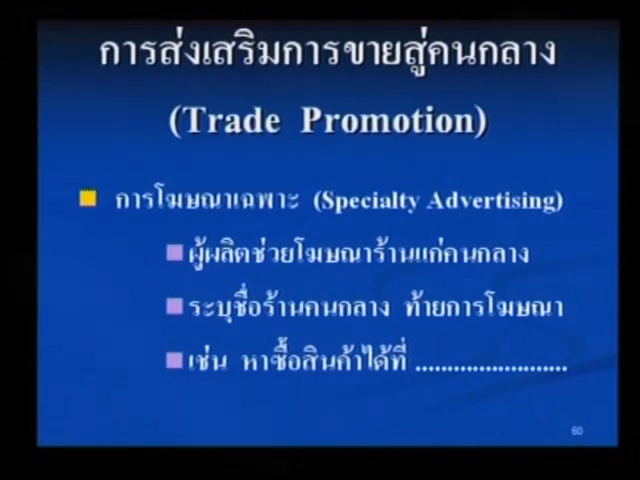 การส่งเสริมการขายสู่คนกลาง
(Trade Promotion)
การโฆษณาเฉพาะ (Specialty Advertising)
ผู้ผลิตช่วยโฆษณาร้านแก่คนกลาง
ระบุชื่อร้านคนกลาง ท้ายการโฆษณา
เช่น หาซื้อสินค้าได้ที่ ........................
60